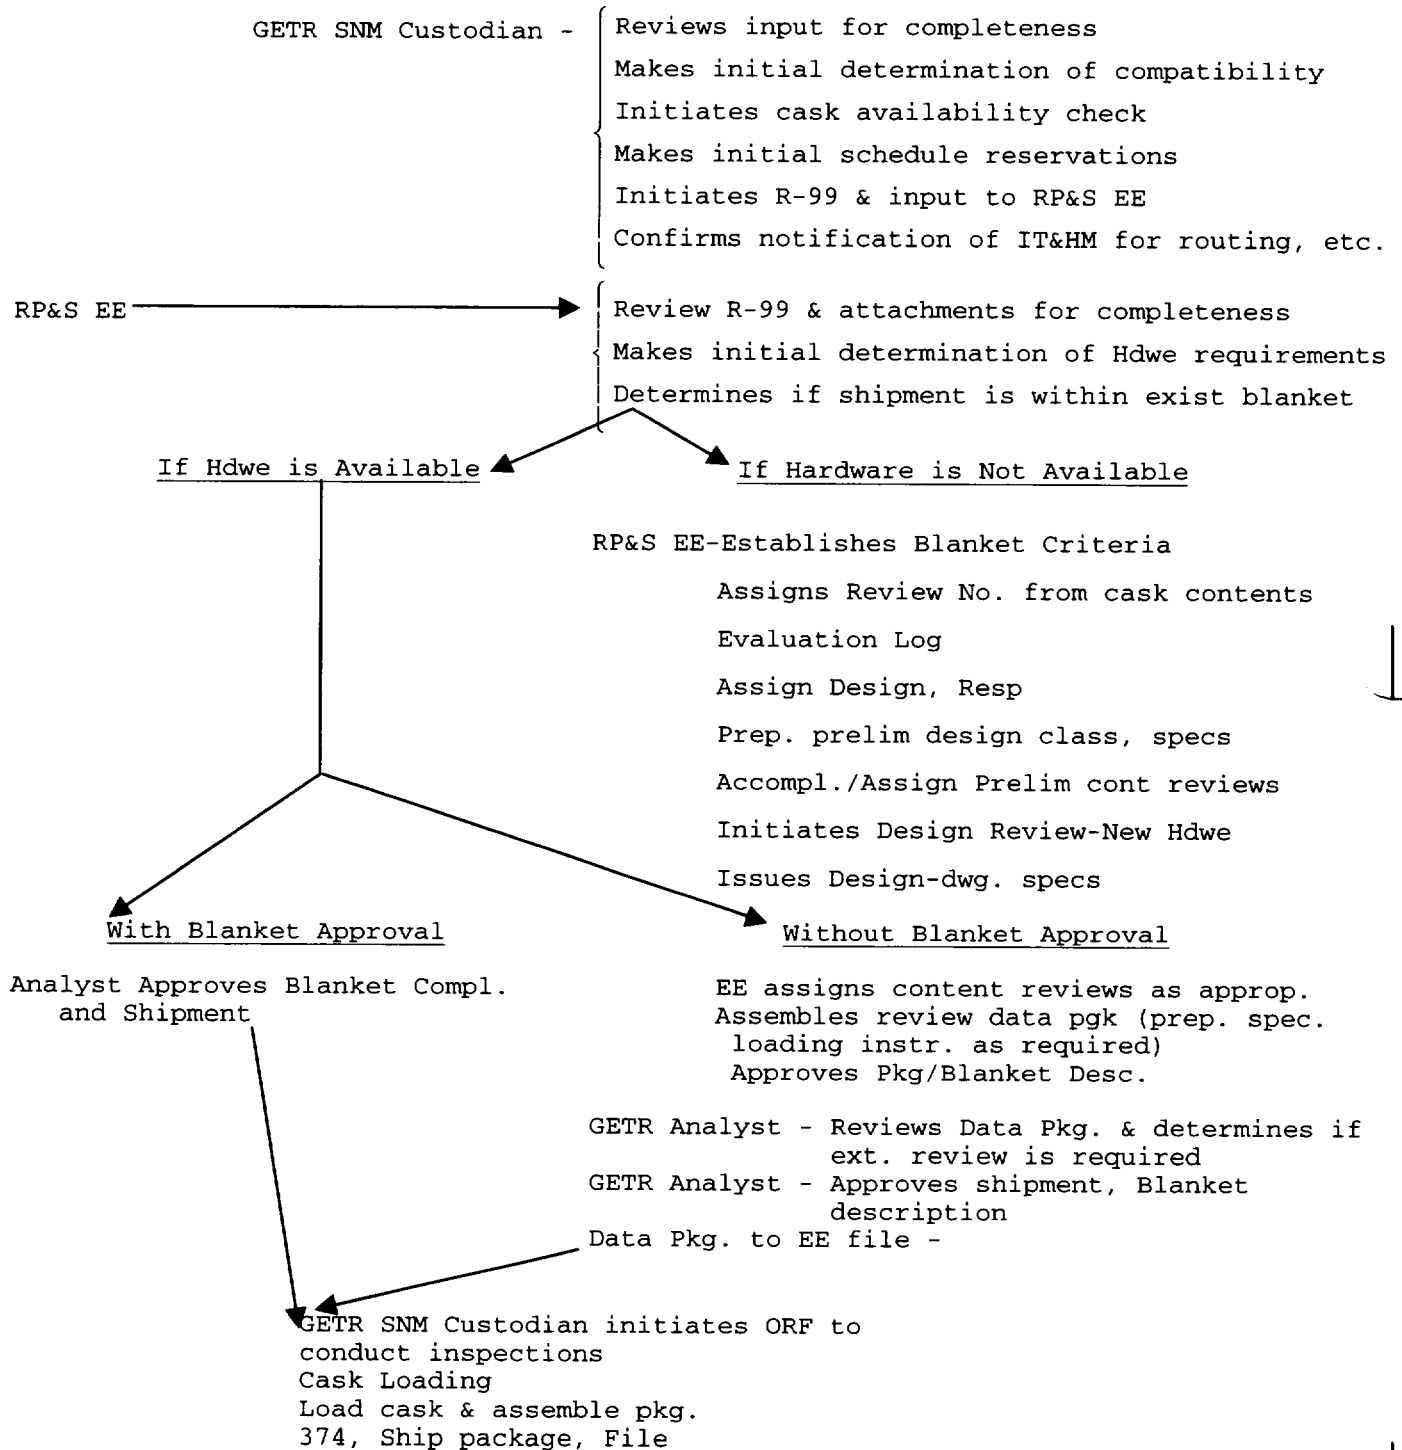 GETR SNM Custodian - Reviews input for completeness
Makes initial determination of compatibility
Initiates cask availability check
Makes initial schedule reservations
Initiates R-99 & input to RP&S EE
Confirms notification of IT&HM for routing, etc.
RP&S EE Review R-99 & attachments for completeness
Makes initial determination of Hdwe requirements
Determines if shipment is within exist blanket
If Hdwe is Available
If Hardware is Not Available
RP&S EE-Establishes Blanket Criteria
Assigns Review No. from cask contents
Evaluation Log
Assign Design, Resp
Prep. prelim design class, specs
Accompl./Assign Prelim cont reviews
Initiates Design Review-New Hdwe
Issues Design-dwg. specs
With Blanket Approval
Analyst Approves Blanket Compl.
and Shipment
Without Blanket Approval
EE assigns content reviews as approp.
Assembles review data pgk (prep. spec.
loading instr. as required)
Approves Pkg/Blanket Desc.
GETR Analyst - Reviews Data Pkg. & determines if
ext. review is required
GETR Analyst - Approves shipment, Blanket
description
Data Pkg. to EE file -
GETR SNM Custodian initiates ORF to
conduct inspections
Cask Loading
Load cask & assemble pkg.
374, Ship package, File